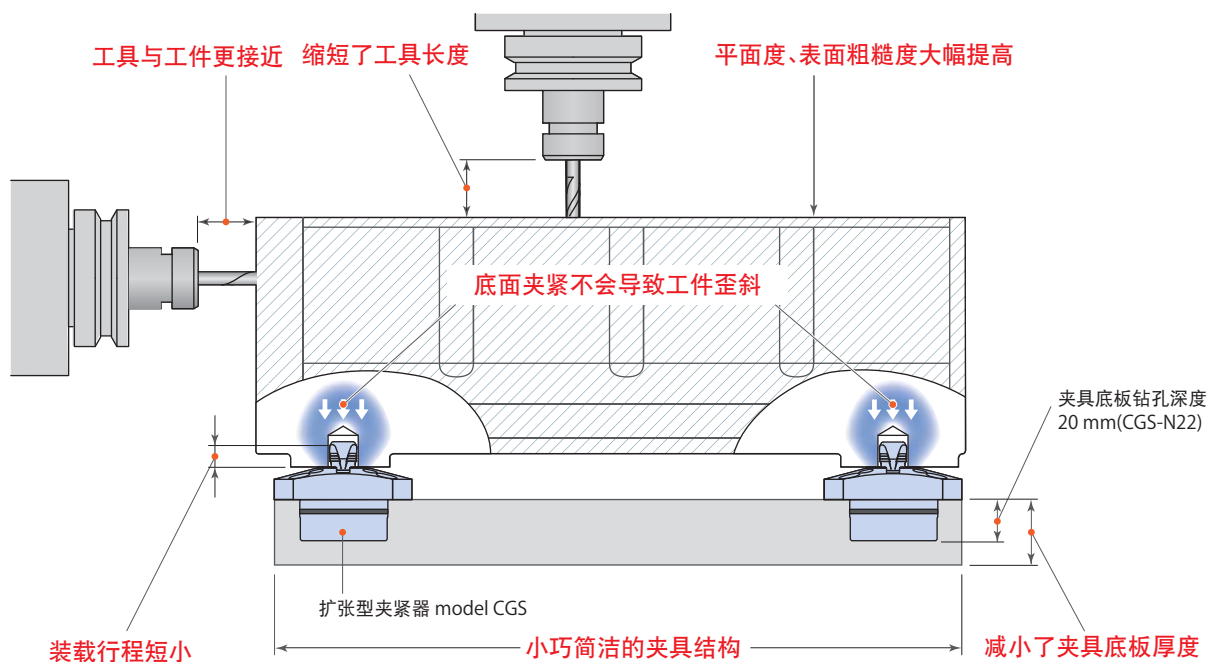 工具与工件更接近
缩短了工具长度
平面度、表面粗糙度大幅提高
底面夹紧不会导致工件歪斜
夹具底板钻孔深度
20 mm(CGS-N22)
扩张型夹紧器 model CGS
装载行程短小
小巧简洁的夹具结构
减小了夹具底板厚度